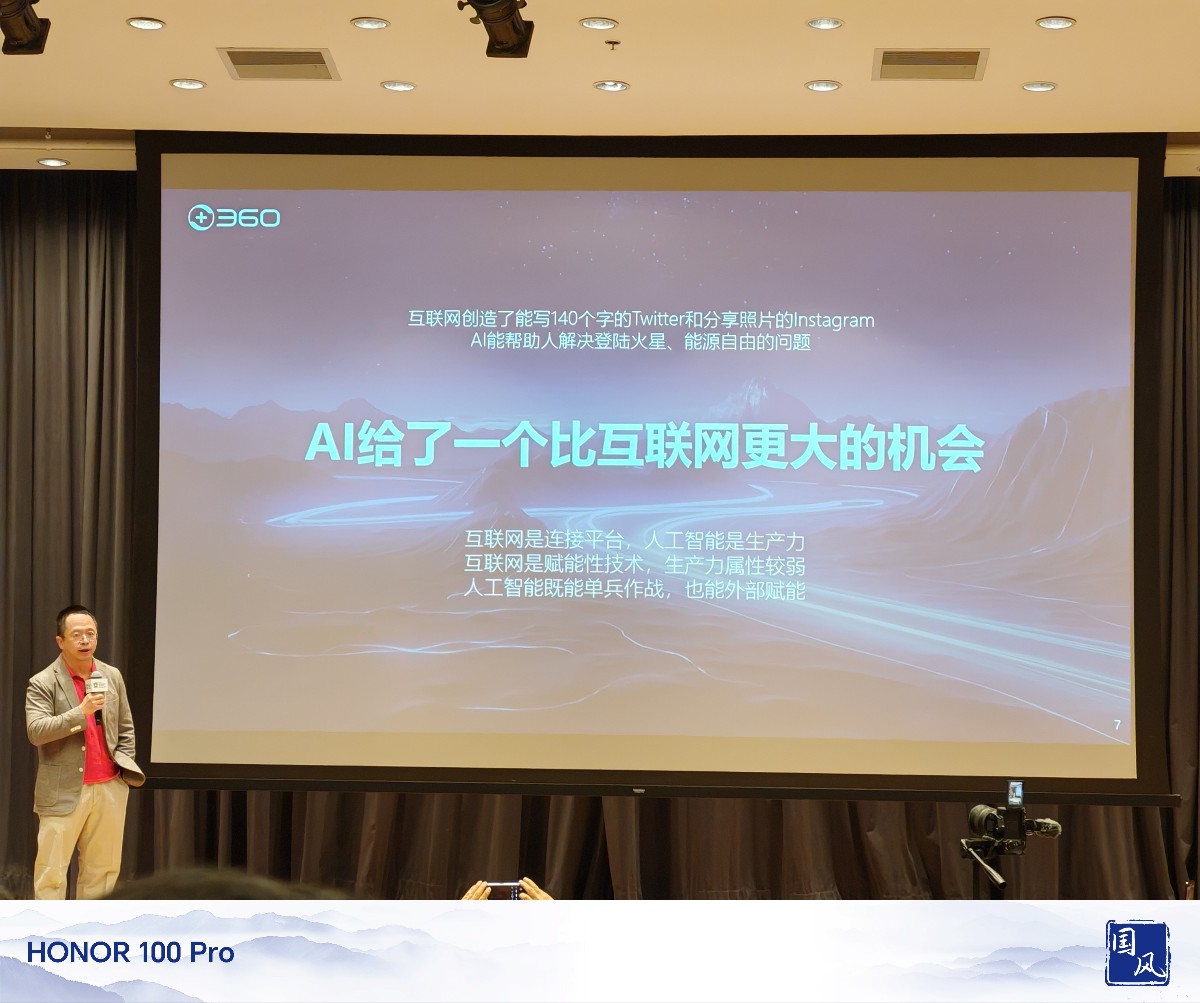 360
互联网创造了能写140个字的Twitter和分享照片的Instagram
AI能帮助人解决登陆火星、能源自由的问题
AI给了一个比互联网更大的机会
互联网是连接平台，人工智能是生产力
互联网是赋能性技术，生产力属性较弱
人工智能既能单兵作战，也能外部赋能
7
HONOR 100 Pro
国风